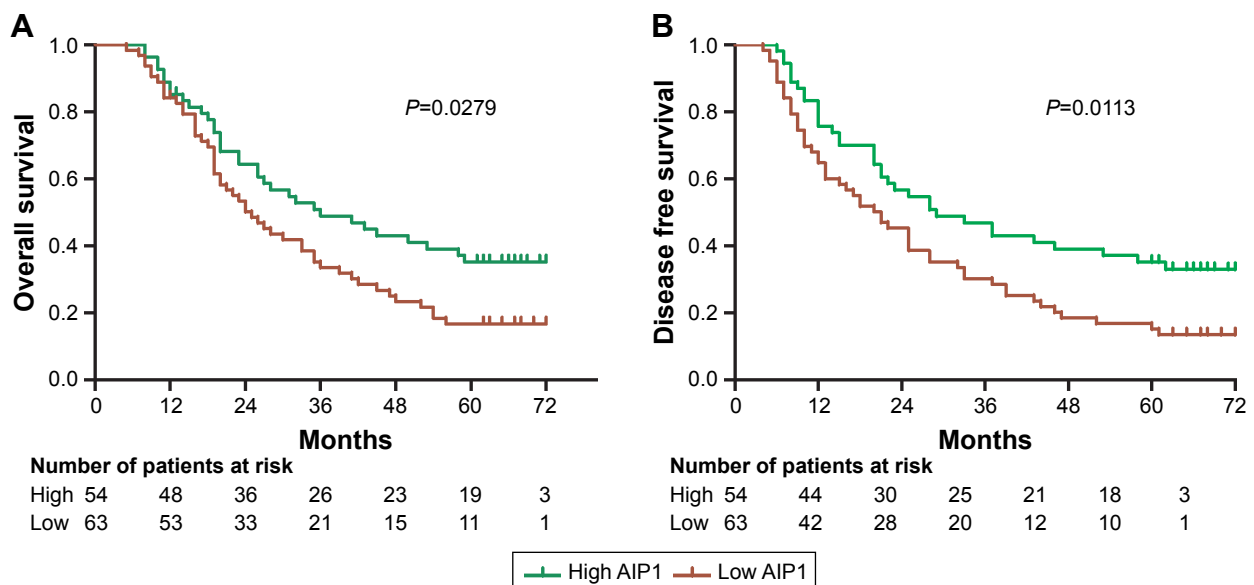 A
Overall survival
1.0
0.8
0.6
0.4
0.2
0.0
P=0.0279
0 12 24 36 48 60 72
Months
Number of patients at risk
High 54 48 36 26 23 19 3
Low 63 53 33 21 15 11 1
B
Disease free survival
1.0
0.8
0.6
0.4
0.2
0.0
P=0.0113
0 12 24 36 48 60 72
Months
Number of patients at risk
High 54 44 30 25 21 18 3
Low 63 42 28 20 12 10 1
High AIP1 Low AIP1